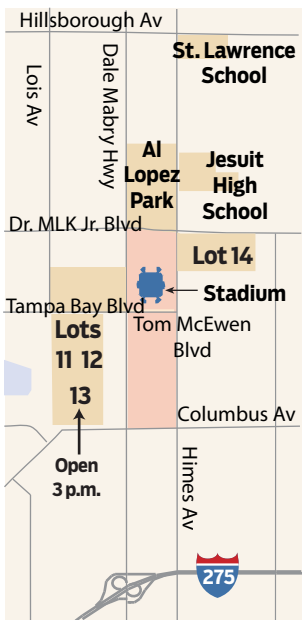 Hillsborough Av
St. Lawrence
School
Lois Av
Dale Mabry Hwy
Al
Lopez
Park
Jesuit
High
School
Dr. MLK Jr. Blvd
Lot 14
Stadium
Tampa Bay Blvd
Tom McEwen
Blvd
Lots
11 12
13
Columbus Av
Open
3 p.m.
Himes Av
275